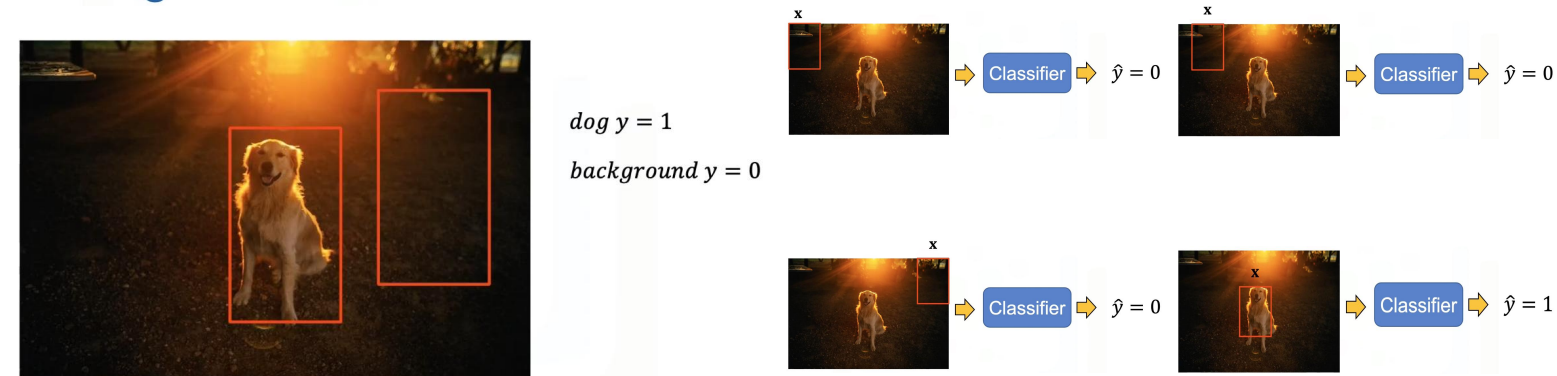 dog y = 1
background y = 0
x
Classifier
ŷ = 0
x
Classifier
ŷ = 0
x
Classifier
ŷ = 0
x
Classifier
ŷ = 1